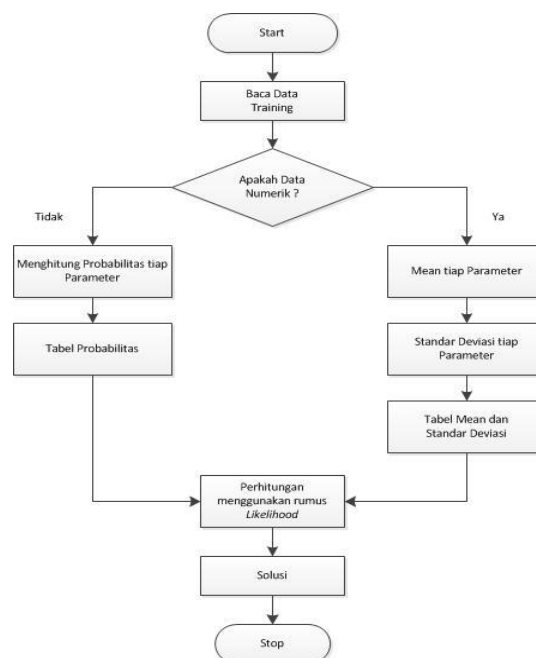 Start
Baca Data
Training
Apakah Data
Numerik ?
Tidak
Ya
Menghitung Probabilitas tiap
Parameter
Mean tiap Parameter
Tabel Probabilitas
Standar Deviasi tiap
Parameter
Tabel Mean dan
Standar Deviasi
Perhitungan
menggunakan rumus
Likelihood
Solusi
Stop